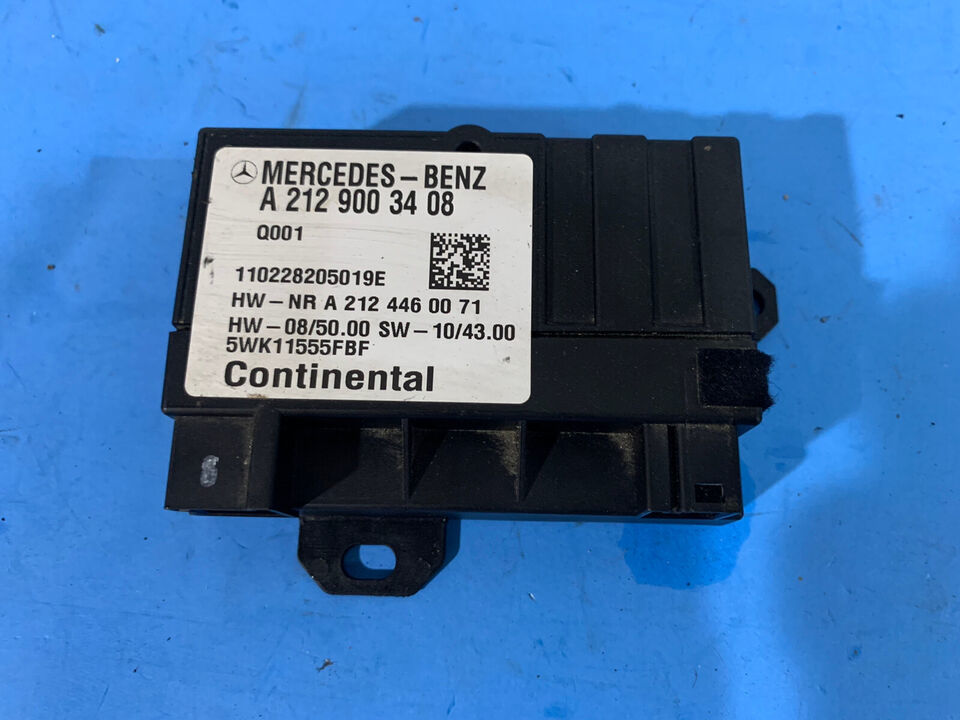 MERCEDES-BENZ
A 212 900 34 08
Q001
110228205019E
HW-NR A 212 446 00 71
HW-08/50.00 SW-10/43.00
5WK11555FBF
Continental